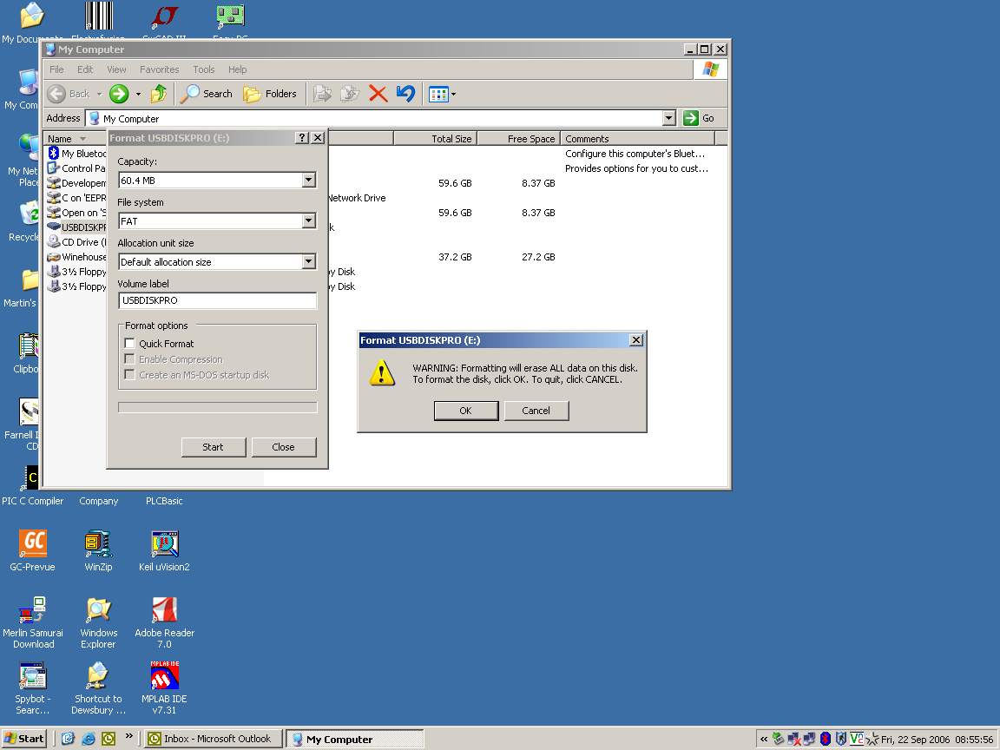 My Computer
File Edit View Favorites Tools Help
Back Search Folders
Address My Computer Go
Name Total Size Free Space Comments
My Bluetoo Configure this computer's Bluet...
Control Pa Provides options for you to cust...
Developem 59.6 GB 8.37 GB
C on 'EEPR Network Drive
Open on 'S 59.6 GB 8.37 GB
USBDISKPR k
CD Drive (
Winehouse 37.2 GB 27.2 GB
3½ Floppy py Disk
3½ Floppy py Disk
Format USBDISKPRO (E:)
Capacity:
60.4 MB
File system
FAT
Allocation unit size
Default allocation size
Volume label
USBDISKPRO
Format options
Quick Format
Enable Compression
Create an MS-DOS startup disk
Start Close
Format USBDISKPRO (E:)
WARNING: Formatting will erase ALL data on this disk.
To format the disk, click OK. To quit, click CANCEL.
OK Cancel
My Docum
My Com
My Net
Place
Recycle
Martin's
Clipbo
Farnell I
CD
C
PIC C Compiler
Company
PLCBasic
GC
GC-Prevue
WinZip
Keil uVision2
Merlin Samurai
Download
Windows
Explorer
Adobe Reader
7.0
Spybot -
Searc...
Shortcut to
Dewsbury ...
MPLAB IDE
MPLAB IDE
v7.31
Start » Inbox - Microsoft Outlook My Computer « Fri, 22 Sep 2006 08:55:56